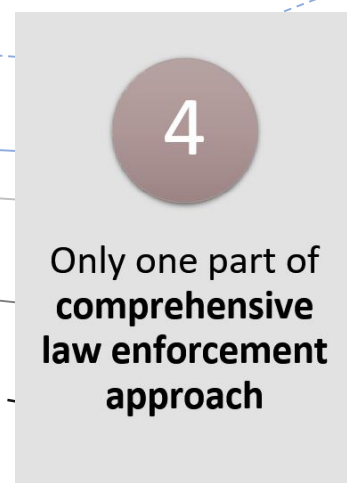 4
Only one part of
comprehensive
law enforcement
approach